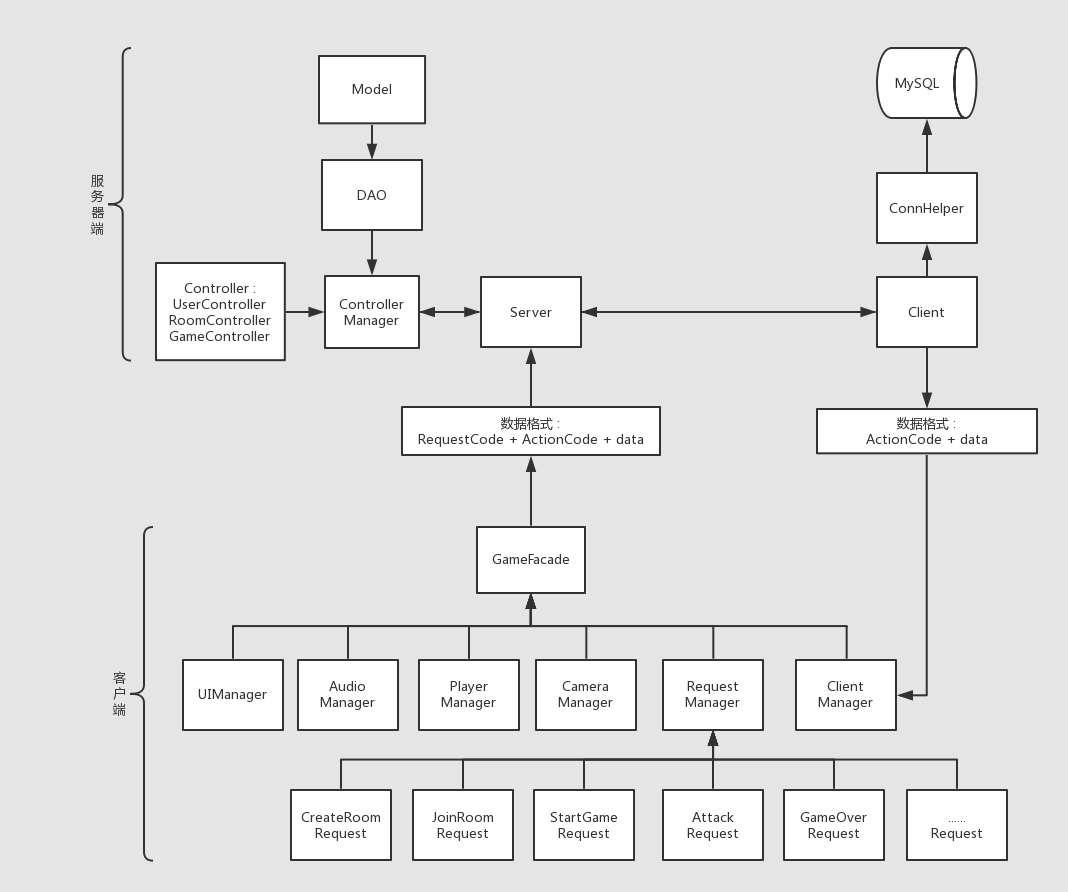 Model
MySQL
DAO
ConnHelper
服
务
器
端
Controller :
UserController
RoomController
GameController
Controller
Manager
Server
Client
数据格式 :
RequestCode + ActionCode + data
数据格式 :
ActionCode + data
GameFacade
客
户
端
UIManager
Audio
Manager
Player
Manager
Camera
Manager
Request
Manager
Client
Manager
CreateRoom
Request
JoinRoom
Request
StartGame
Request
Attack
Request
GameOver
Request
......
Request